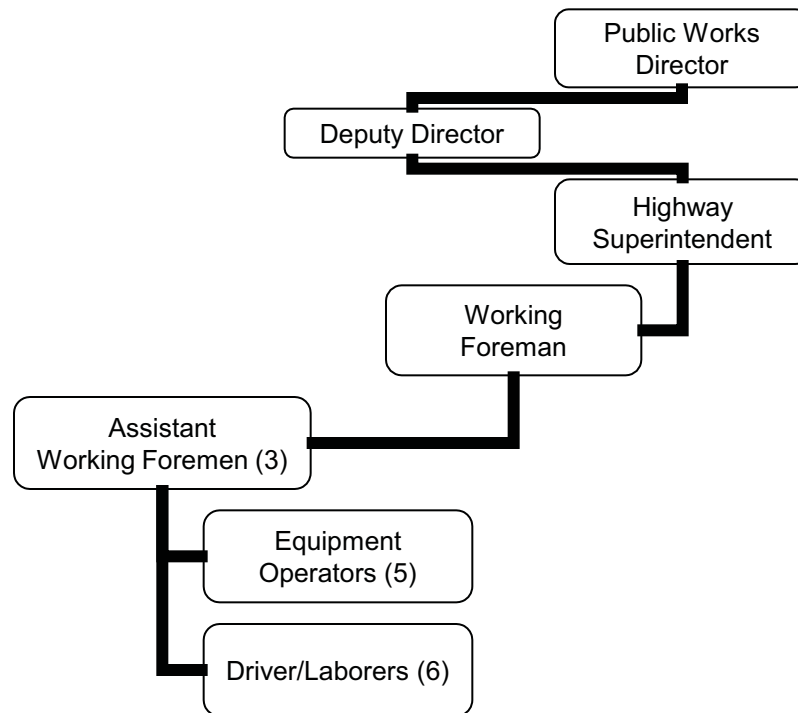 Public Works
Director
Deputy Director
Highway
Superintendent
Working
Foreman
Assistant
Working Foremen (3)
Equipment
Operators (5)
Driver/Laborers (6)